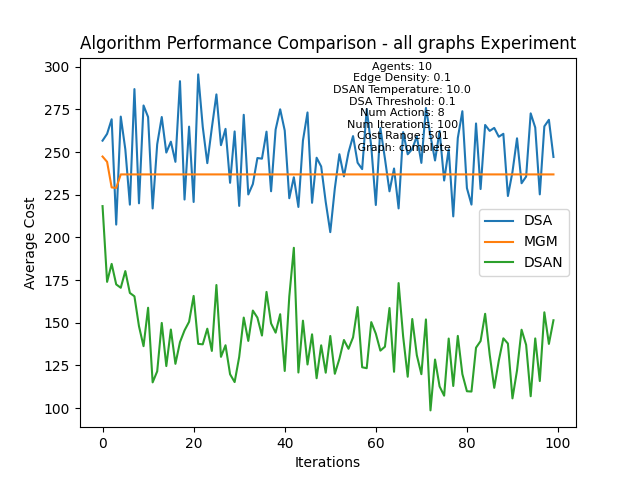 Algorithm Performance Comparison - all graphs Experiment
Agents: 10
Edge Density: 0.1
DSAN Temperature: 10.0
DSA Threshold: 0.1
Num Actions: 8
Num Iterations: 100
Cost Range: 501
Graph: complete
300
275
250
225
200
175
150
125
100
Average Cost
DSA
MGM
DSAN
0
20
40
60
80
100
Iterations